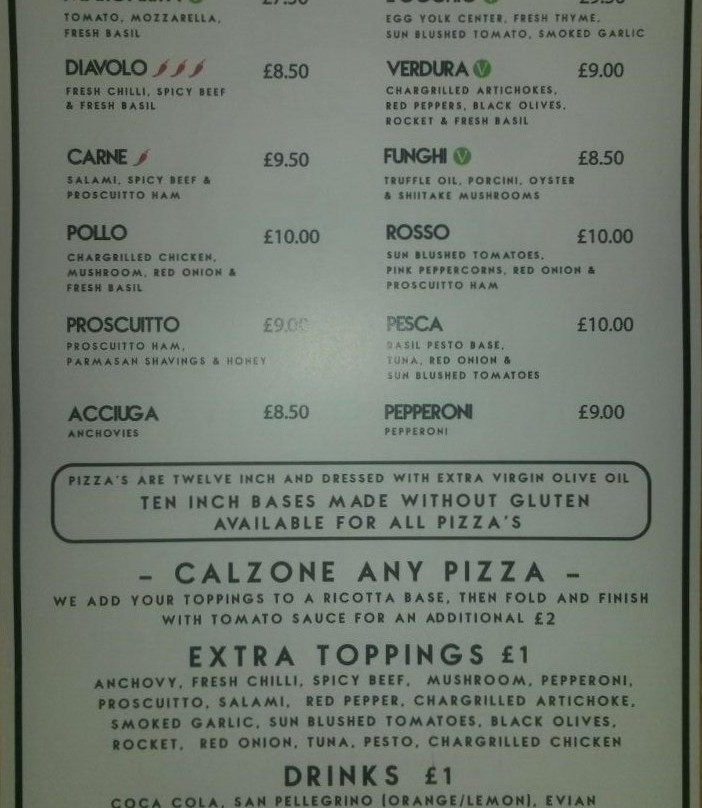 £7.50
TOMATO, MOZZARELLA,
FRESH BASIL
£9.50
EGG YOLK CENTER, FRESH THYME,
SUN BLUSHED TOMATO, SMOKED GARLIC
DIAVOLO £8.50
FRESH CHILLI, SPICY BEEF
& FRESH BASIL
VERDURA V £9.00
CHARGRILLED ARTICHOKES,
RED PEPPERS, BLACK OLIVES,
ROCKET & FRESH BASIL
CARNE £9.50
SALAMI, SPICY BEEF &
PROSCUITTO HAM
FUNGHI V £8.50
TRUFFLE OIL, PORCINI, OYSTER
& SHIITAKE MUSHROOMS
POLLO £10.00
CHARGRILLED CHICKEN,
MUSHROOM, RED ONION &
FRESH BASIL
ROSSO £10.00
SUN BLUSHED TOMATOES,
PINK PEPPERCORNS, RED ONION &
PROSCUITTO HAM
PROSCUITTO £9.00
PROSCUITTO HAM,
PARMASAN SHAVINGS & HONEY
PESCA £10.00
BASIL PESTO BASE,
TUNA, RED ONION &
SUN BLUSHED TOMATOES
ACCIUGA £8.50
ANCHOVIES
PEPPERONI £9.00
PEPPERONI
PIZZA'S ARE TWELVE INCH AND DRESSED WITH EXTRA VIRGIN OLIVE OIL
TEN INCH BASES MADE WITHOUT GLUTEN
AVAILABLE FOR ALL PIZZA'S
– CALZONE ANY PIZZA –
WE ADD YOUR TOPPINGS TO A RICOTTA BASE, THEN FOLD AND FINISH
WITH TOMATO SAUCE FOR AN ADDITIONAL £2
EXTRA TOPPINGS £1
ANCHOVY, FRESH CHILLI, SPICY BEEF, MUSHROOM, PEPPERONI,
PROSCUITTO, SALAMI, RED PEPPER, CHARGRILLED ARTICHOKE,
SMOKED GARLIC, SUN BLUSHED TOMATOES, BLACK OLIVES,
ROCKET, RED ONION, TUNA, PESTO, CHARGRILLED CHICKEN
DRINKS £1
COCA COLA, SAN PELLEGRINO (ORANGE/LEMON), EVIAN